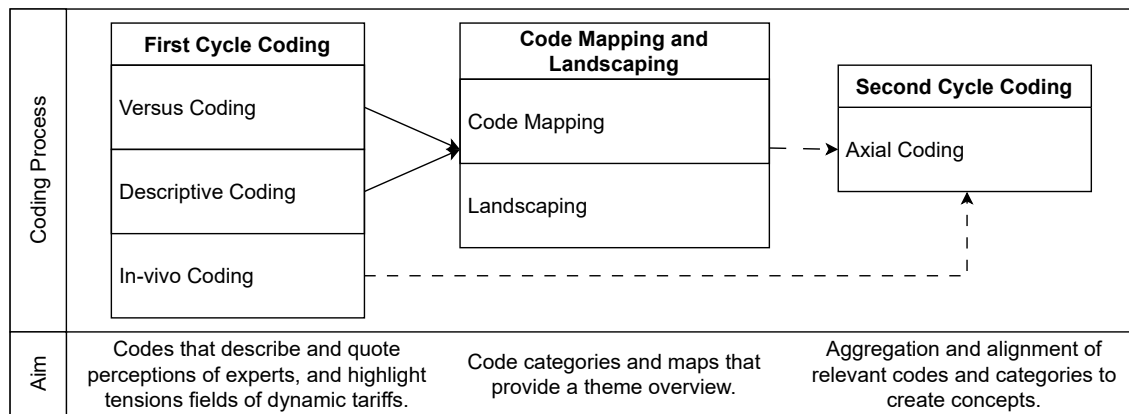 Coding Process
First Cycle Coding
Versus Coding
Descriptive Coding
In-vivo Coding
Code Mapping and
Landscaping
Code Mapping
Landscaping
Second Cycle Coding
Axial Coding
Aim
Codes that describe and quote
perceptions of experts, and highlight
tensions fields of dynamic tariffs.
Code categories and maps that
provide a theme overview.
Aggregation and alignment of
relevant codes and categories to
create concepts.